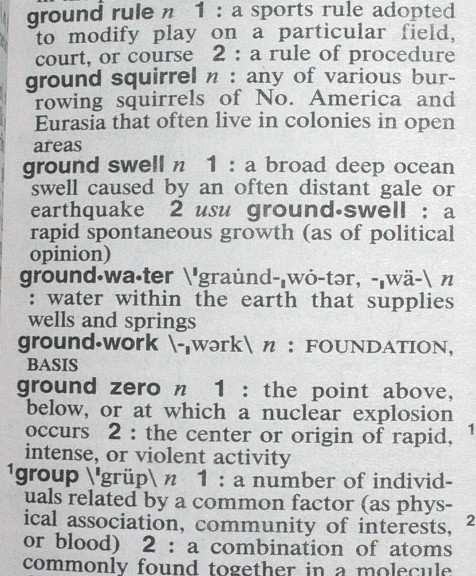 ground rule n 1 : a sports rule adopted
to modify play on a particular field,
court, or course 2 : a rule of procedure
ground squirrel n : any of various bur-
rowing squirrels of No. America and
Eurasia that often live in colonies in open
areas
ground swell n 1 : a broad deep ocean
swell caused by an often distant gale or
earthquake 2 usu ground•swell : a
rapid spontaneous growth (as of political
opinion)
ground•wa•ter \ˈgrau̇nd-ˌwȯ-tər, -ˌwä-\ n
: water within the earth that supplies
wells and springs
ground•work \-ˌwərk\ n : FOUNDATION,
BASIS
ground zero n 1 : the point above,
below, or at which a nuclear explosion
occurs 2 : the center or origin of rapid,
intense, or violent activity
¹group \ˈgrüp\ n 1 : a number of individ-
uals related by a common factor (as phys-
ical association, community of interests,
or blood) 2 : a combination of atoms
commonly found together in a molecule
1
2